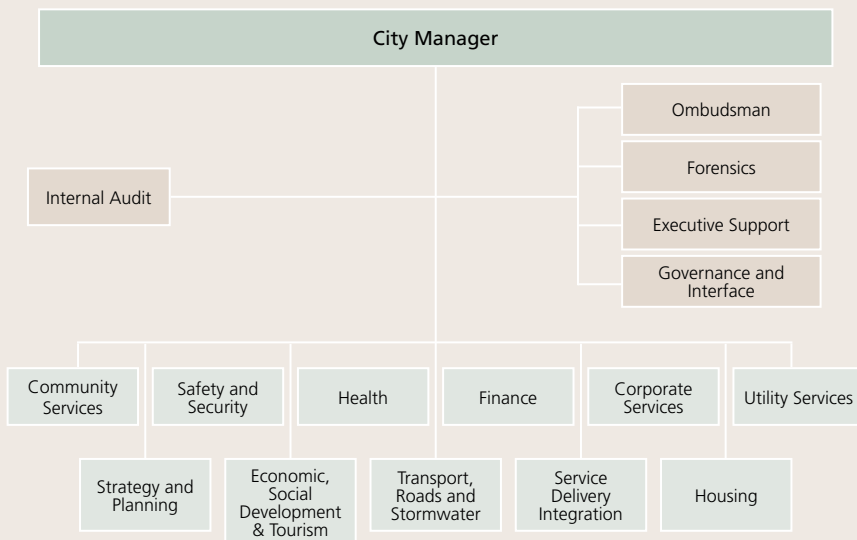 City Manager
Ombudsman
Forensics
Internal Audit
Executive Support
Governance and
Interface
Community
Services
Safety and
Security
Health
Finance
Corporate
Services
Utility Services
Strategy and
Planning
Economic,
Social
Development
& Tourism
Transport,
Roads and
Stormwater
Service
Delivery
Integration
Housing